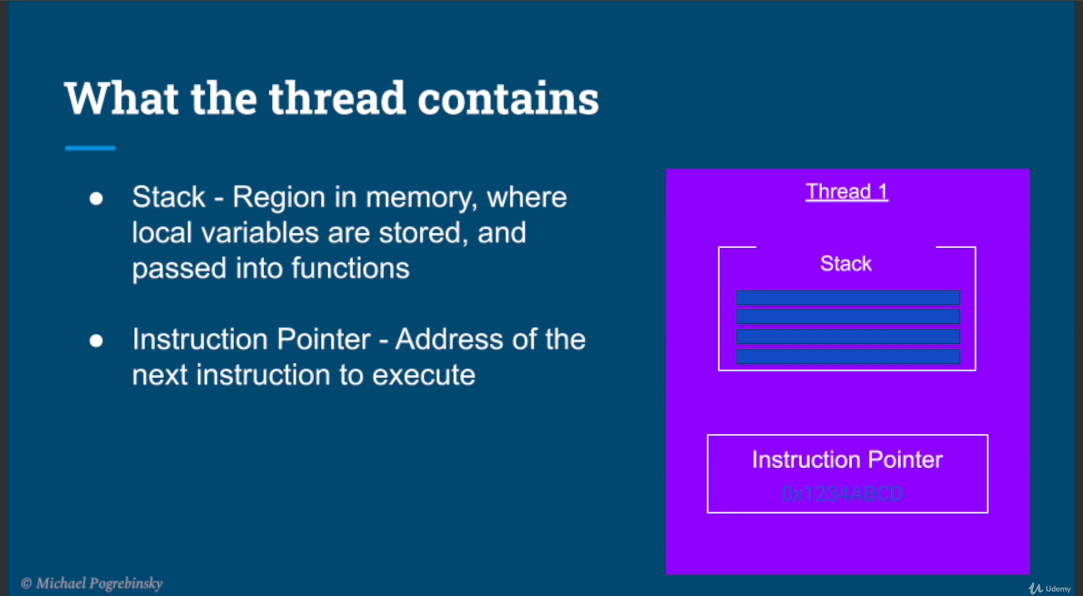 What the thread contains
● Stack - Region in memory, where
local variables are stored, and
passed into functions
● Instruction Pointer - Address of the
next instruction to execute
Thread 1
Stack
Instruction Pointer
0x1234ABCD
© Michael Pogrebinsky
Udemy